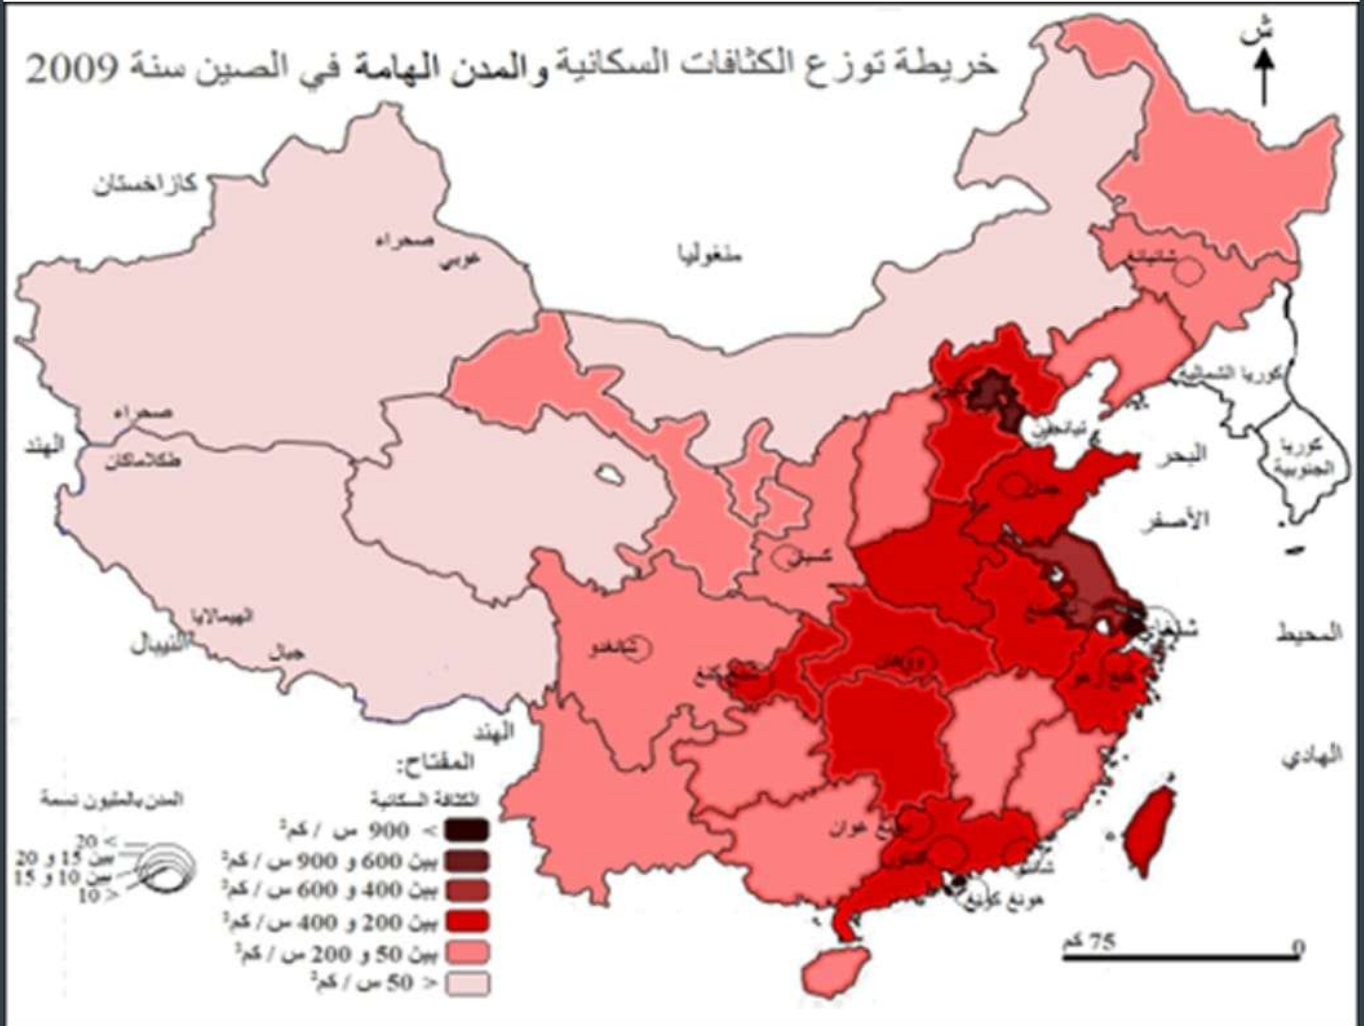 خريطة توزع الكثافات السكانية والمدن الهامة في الصين سنة 2009
ش
كازاخستان
صحراء
غوبي
منغوليا
شانيانغ
كوريا الشمالية
كوريا
الجنوبية
تيانجين
البحر
الأصفر
صحراء
طكلاماكان
الهند
الهيمالايا
جبال
النيبال
الهند
ووهان
شنغهاي
المحيط
الهادي
هونغ كونغ
المفتاح:
الكثافة السكانية
> 900 س / كم²
بين 600 و 900 س / كم²
بين 400 و 600 س / كم²
بين 200 و 400 س / كم²
بين 50 و 200 س / كم²
< 50 س / كم²
المدن بالمليون نسمة
20 <
بين 15 و 20
بين 10 و 15
10 >
75 كم
0